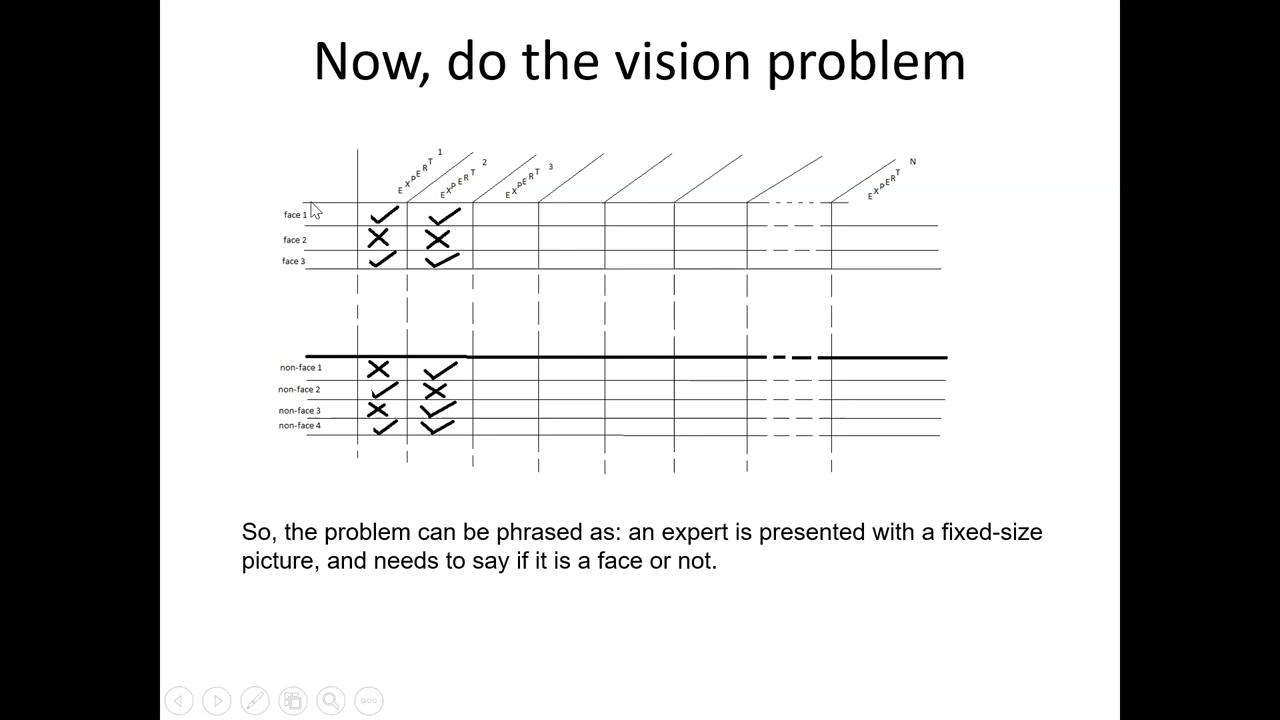 Now, do the vision problem
EXPERT 1
EXPERT 2
EXPERT 3
EXPERT N
face 1
face 2
face 3
non-face 1
non-face 2
non-face 3
non-face 4
So, the problem can be phrased as: an expert is presented with a fixed-size
picture, and needs to say if it is a face or not.